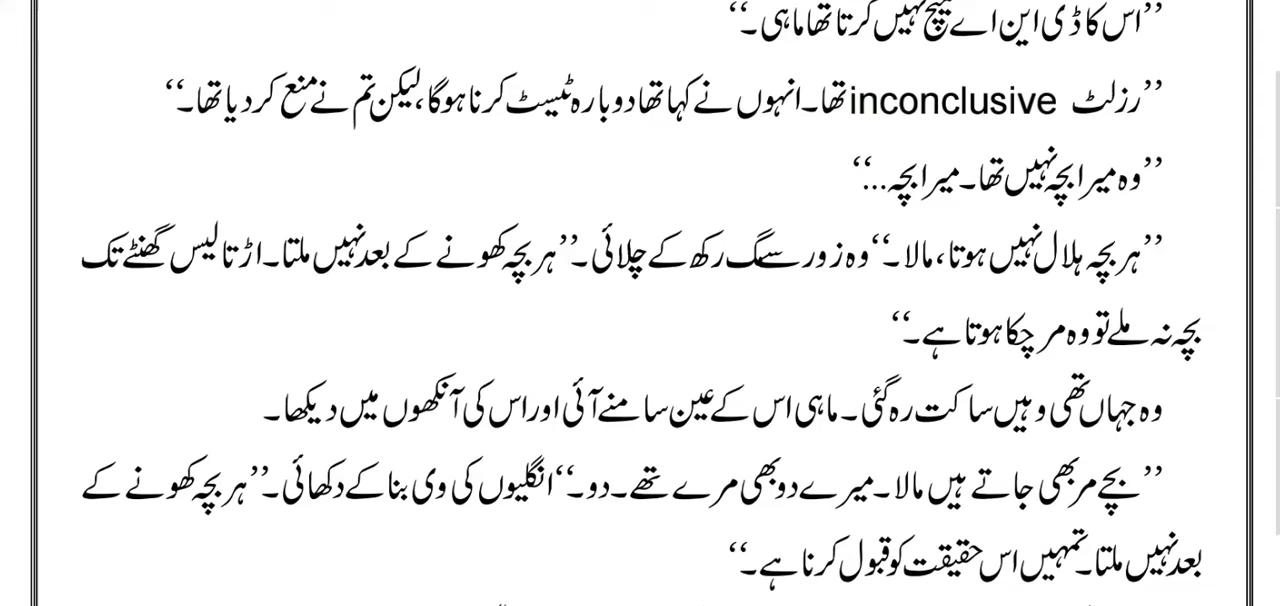 ’’اس کا ڈی این اے میچ نہیں کرتا تھا ماہی۔‘‘
’’رزلٹ inconclusive تھا۔انہوں نے کہا تھا دوبارہ ٹیسٹ کرنا ہوگا،لیکن تم نے منع کر دیا تھا۔‘‘
’’وہ میرا بچہ نہیں تھا۔میرا بچہ...‘‘
’’ہر بچہ ہلال نہیں ہوتا،مالا۔‘‘وہ زور سے مگ رکھ کے چلائی۔’’ہر بچہ کھونے کے بعد نہیں ملتا۔اڑتالیس گھنٹے تک
بچہ نہ ملے تو وہ مر چکا ہوتا ہے۔‘‘
وہ جہاں تھی وہیں ساکت رہ گئی۔ماہی اس کے عین سامنے آئی اور اس کی آنکھوں میں دیکھا۔
’’بچے مر بھی جاتے ہیں مالا۔میرے دو بھی مرے تھے۔دو۔‘‘انگلیوں کی وی بنا کے دکھائی۔’’ہر بچہ کھونے کے
بعد نہیں ملتا۔تمہیں اس حقیقت کو قبول کرنا ہے۔‘‘